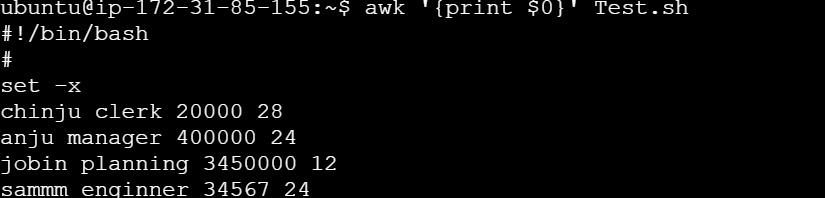 ubuntu@ip-172-31-85-155:~$ awk '{print $0}' Test.sh
#!/bin/bash
#
set -x
chinju clerk 20000 28
anju manager 400000 24
jobin planning 3450000 12
sammm enginner 34567 24